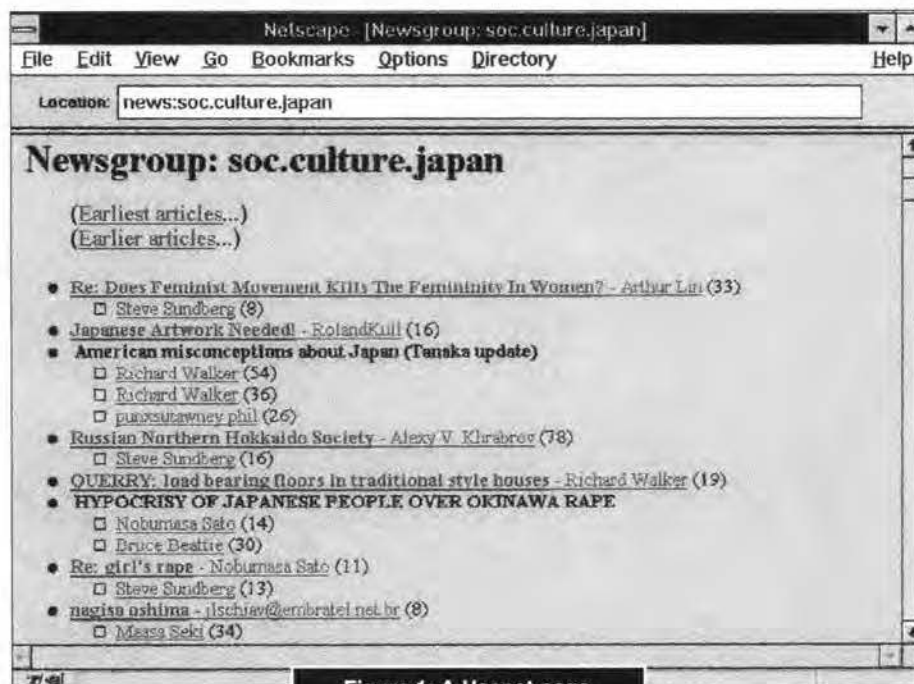 Netscape [Newsgroup: soc.culture.japan]
File Edit View Go Bookmarks Options Directory Help
Location: news:soc.culture.japan
Newsgroup: soc.culture.japan
(Earliest articles...)
(Earlier articles...)
Re: Does Feminist Movement Kills The Femininity In Women? - Arthur Lin (33)
Steve Sundberg (8)
Japanese Artwork Needed! - RolandKull (16)
American misconceptions about Japan (Tanaka update)
Richard Walker (54)
Richard Walker (36)
punxsutawney phil (26)
Russian Northern Hokkaido Society - Alexy V. Khrabrov (78)
Steve Sundberg (16)
QUERRY: load bearing floors in traditional style houses - Richard Walker (19)
HYPOCRISY OF JAPANESE PEOPLE OVER OKINAWA RAPE
Nobumasa Sato (14)
Bruce Beattie (30)
Re: girl's rape - Nobumasa Sato (11)
Steve Sundberg (13)
nagisa oshima - jlschiav@embratel.net.br (8)
Maasa Seki (34)
Figure 1: A Usenet page